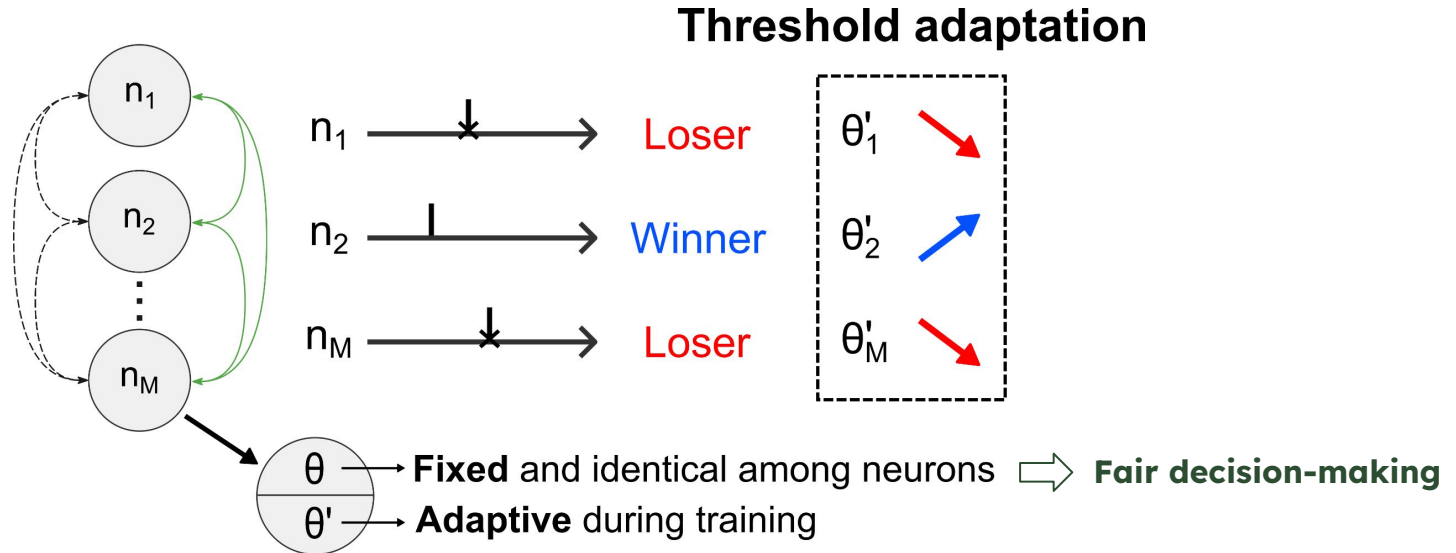 Threshold adaptation
n1
n2
nM
n1 Loser θ'1
n2 Winner θ'2
nM Loser θ'M
θ Fixed and identical among neurons Fair decision-making
θ' Adaptive during training